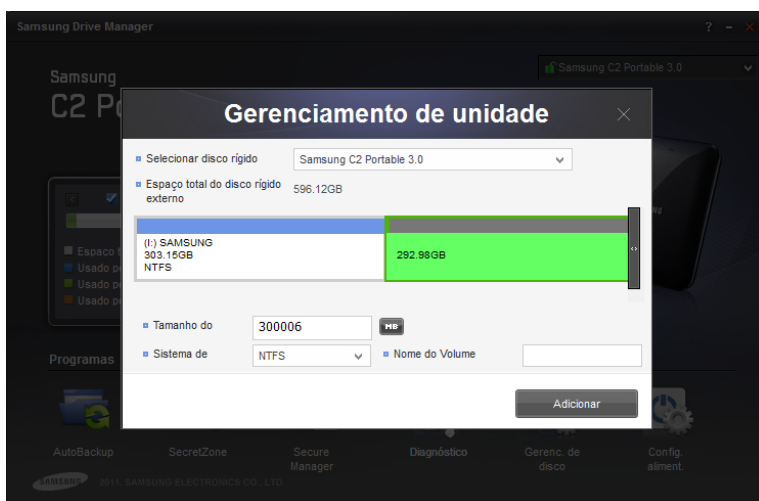 Samsung Drive Manager
? –
Samsung
Samsung C2 Portable 3.0
C2 P
Gerenciamento de unidade
Selecionar disco rígido
Samsung C2 Portable 3.0
Espaço total do disco rígido
externo
596.12GB
(I:) SAMSUNG
303.15GB
NTFS
292.98GB
Espaço t
Usado p
Usado p
Usado p
Tamanho do
300006
MB
Sistema de
NTFS
Nome do Volume
Programas
Adicionar
AutoBackup
SecretZone
Secure
Manager
Diagnóstico
Gerenc. de
disco
Config.
aliment.
SAMSUNG
2011, SAMSUNG ELECTRONICS CO., LTD.